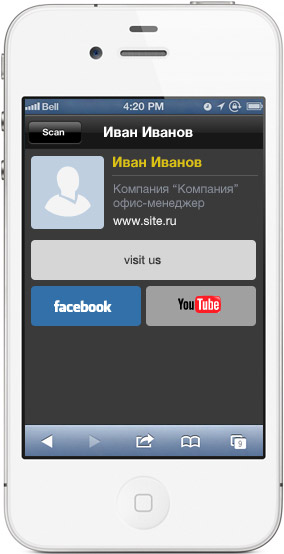 Bell 4:20 PM
Scan Иван Иванов
Иван Иванов
Компания “Компания”
офис-менеджер
www.site.ru
visit us
facebook YouTube
9